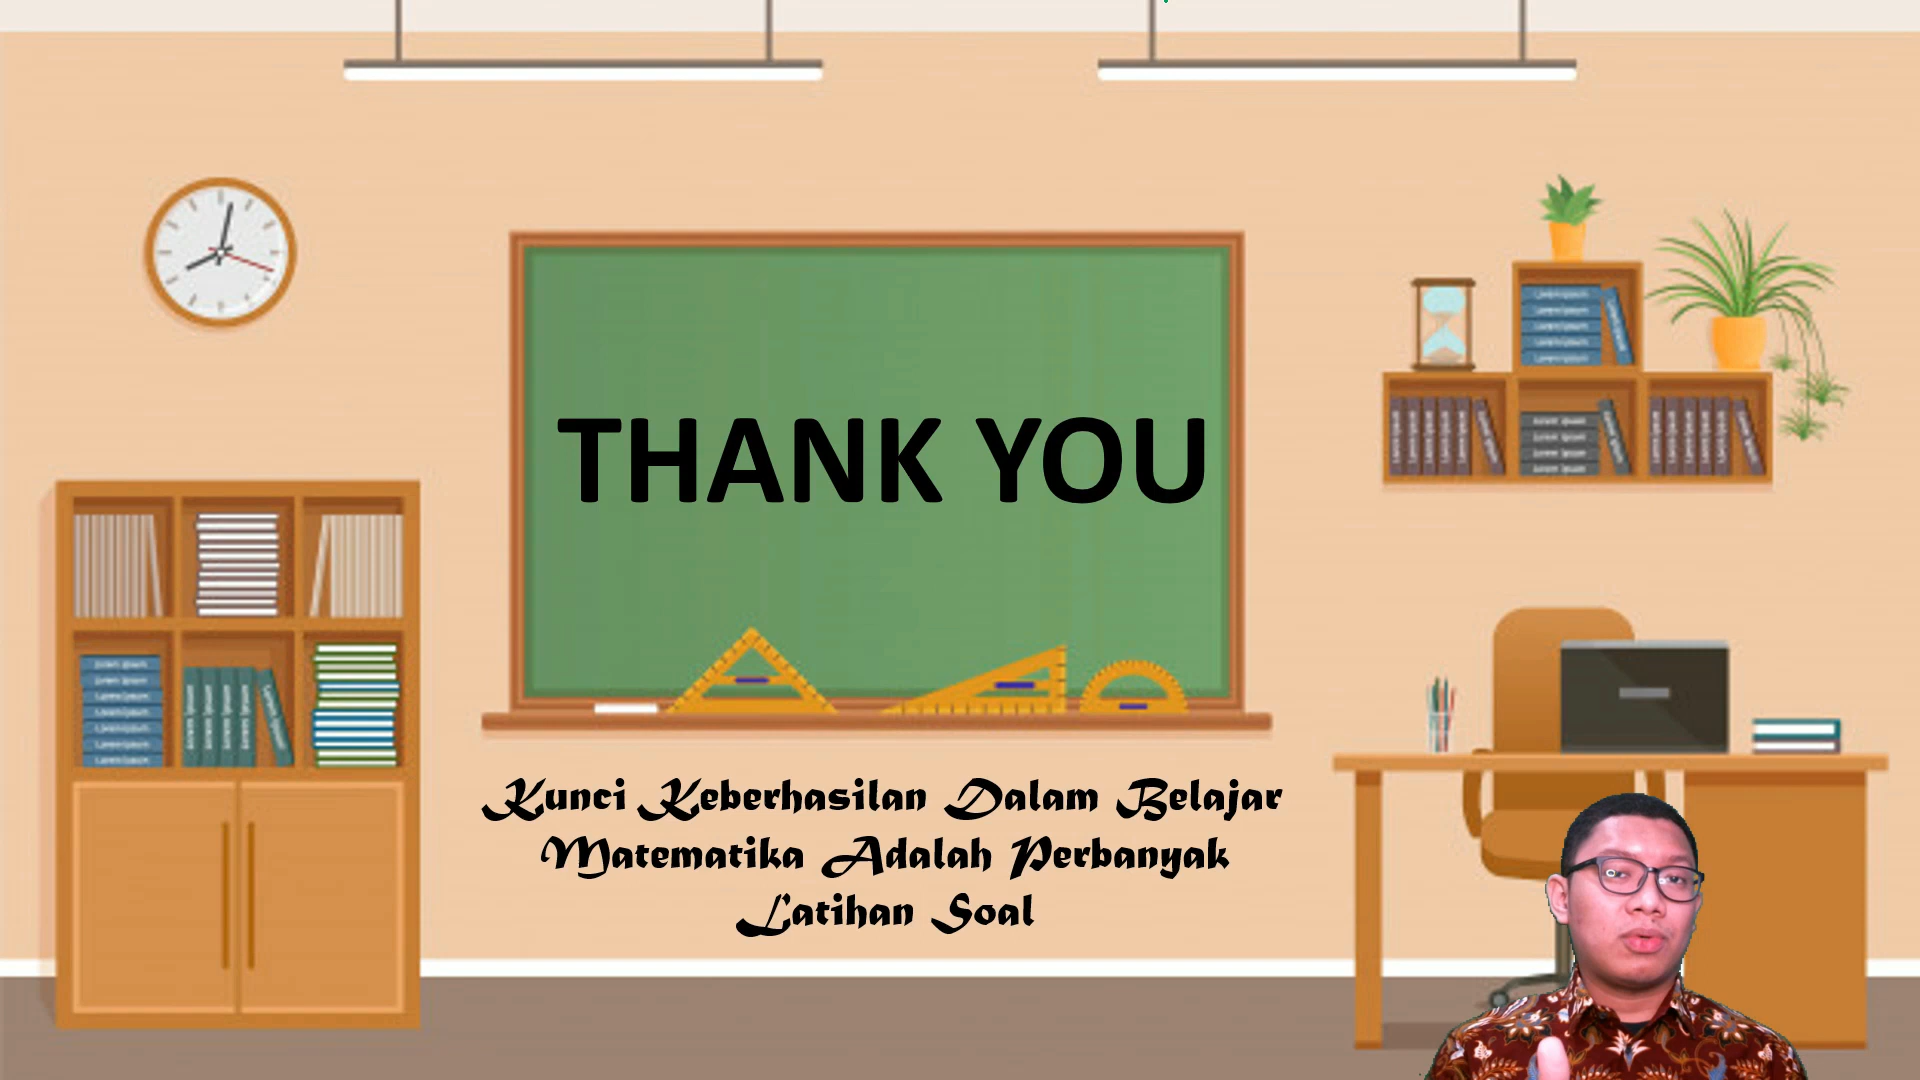 THANK YOU
Kunci Keberhasilan Dalam Belajar
Matematika Adalah Perbanyak
Latihan Soal